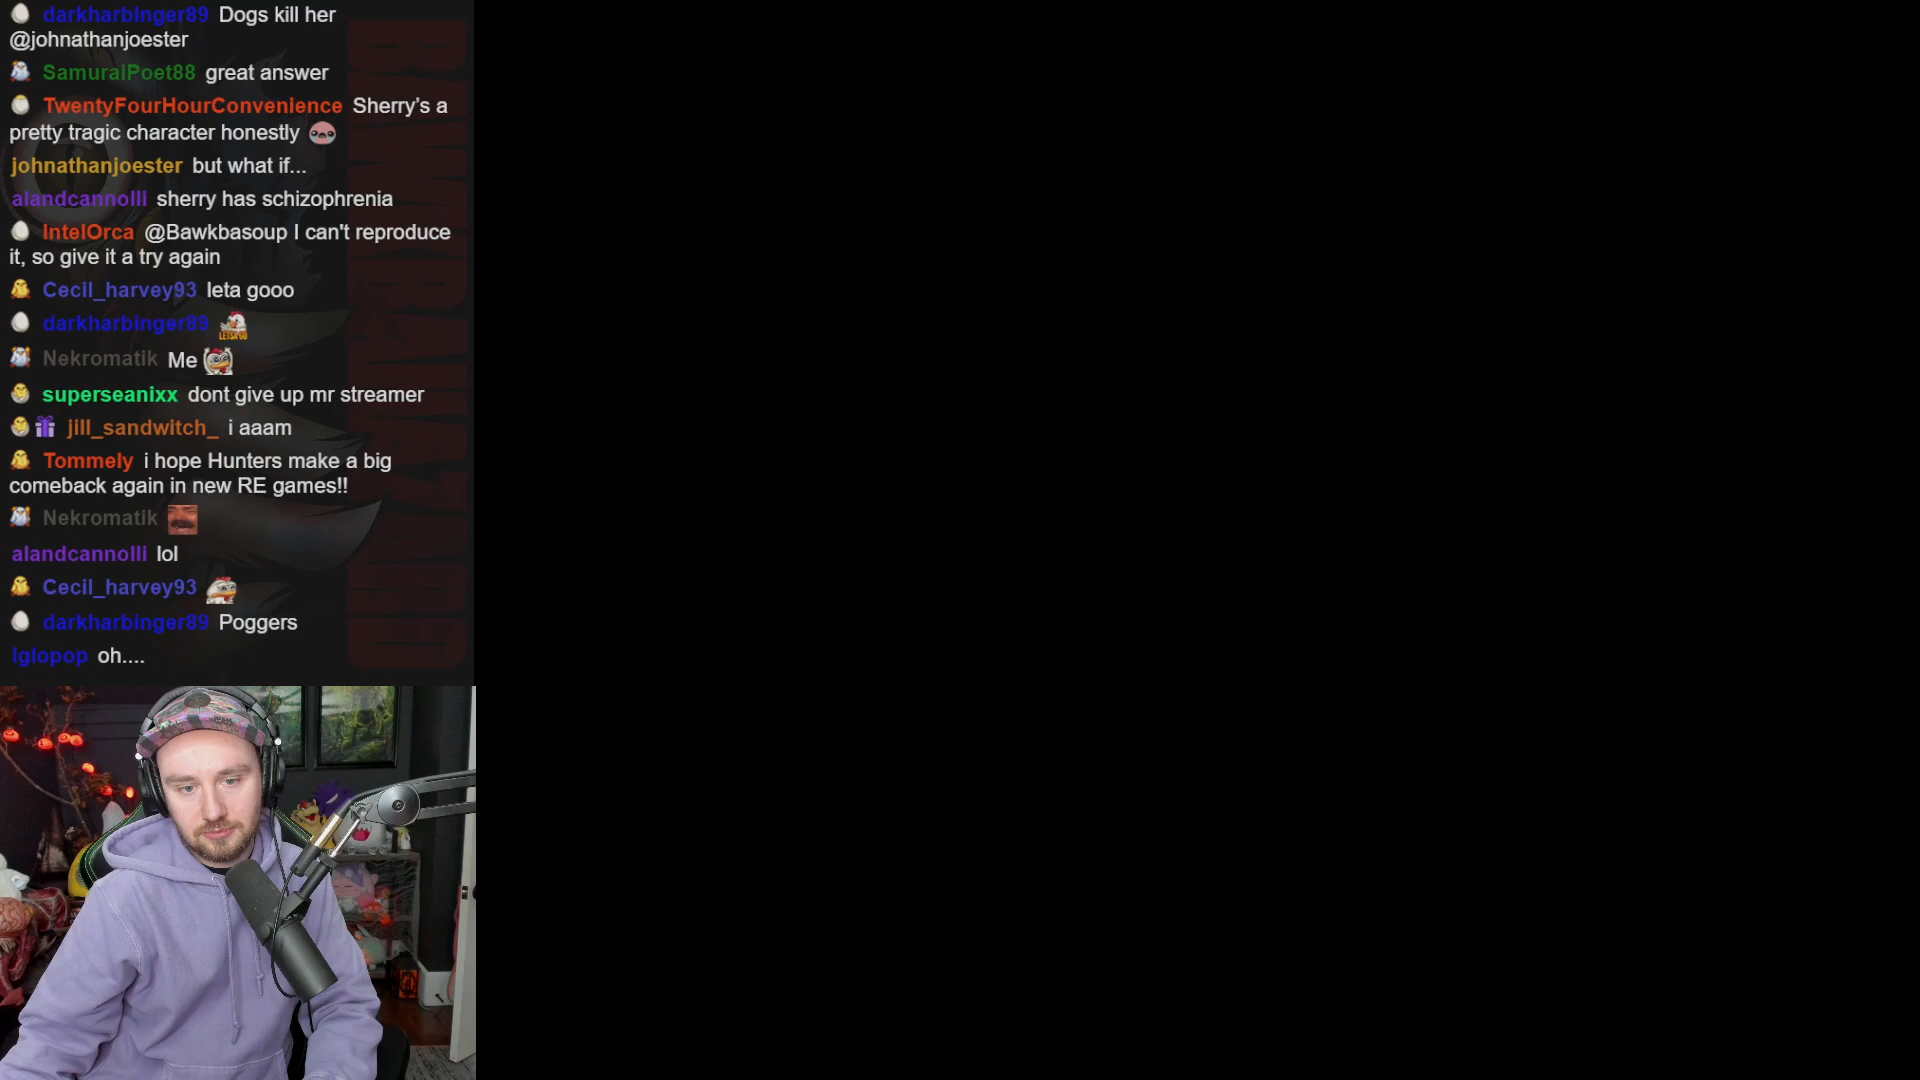 darkharbinger89 Dogs kill her
@johnathanjoester
SamuraiPoet88 great answer
TwentyFourHourConvenience Sherry's a
pretty tragic character honestly
johnathanjoester but what if...
alandcannolli sherry has schizophrenia
IntelOrca @Bawkbasoup I can't reproduce
it, so give it a try again
Cecil_harvey93 leta gooo
darkharbinger89
LETSA GO
Nekromatik Me
superseanixx dont give up mr streamer
jill_sandwitch_ i aaam
Tommely i hope Hunters make a big
comeback again in new RE games!!
Nekromatik
alandcannolli lol
Cecil_harvey93
darkharbinger89 Poggers
Iglopop oh....